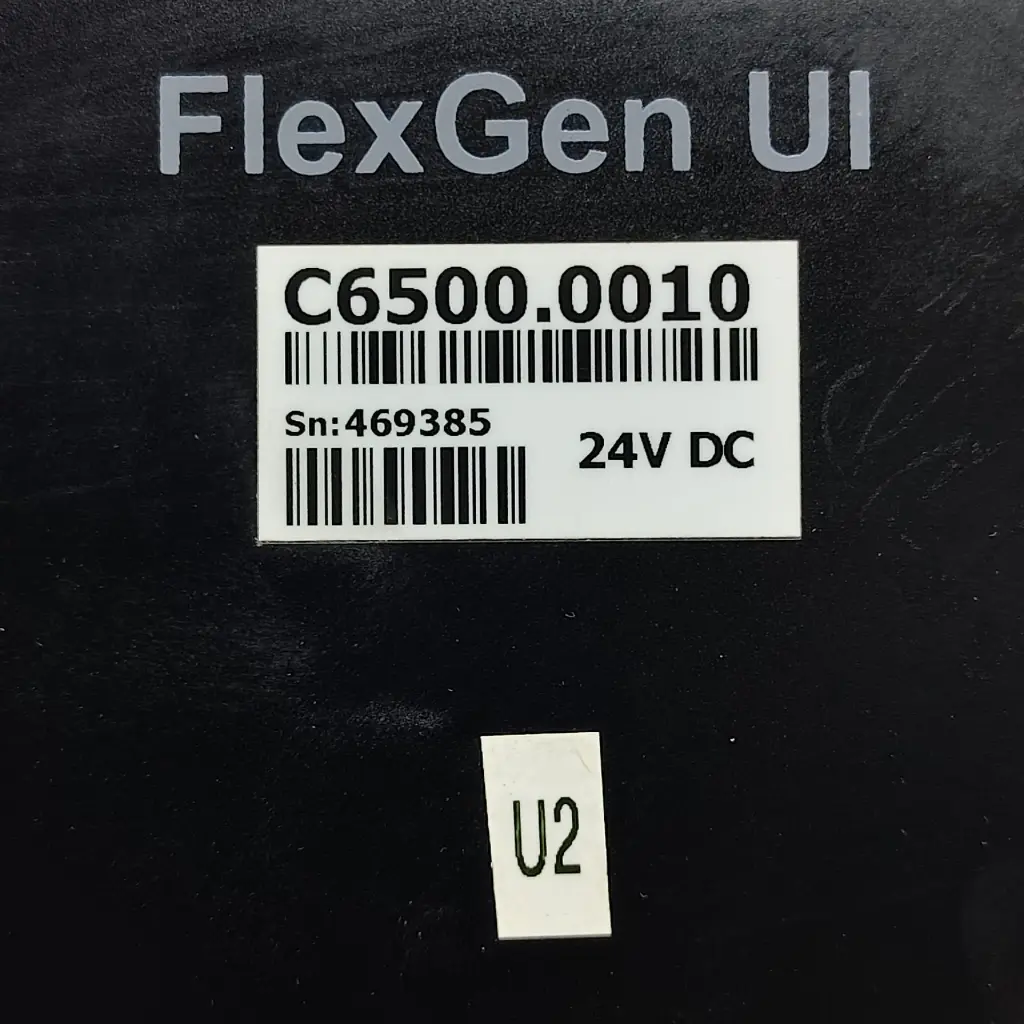 FlexGen UI
C6500.0010
Sn:469385
24V DC
U2